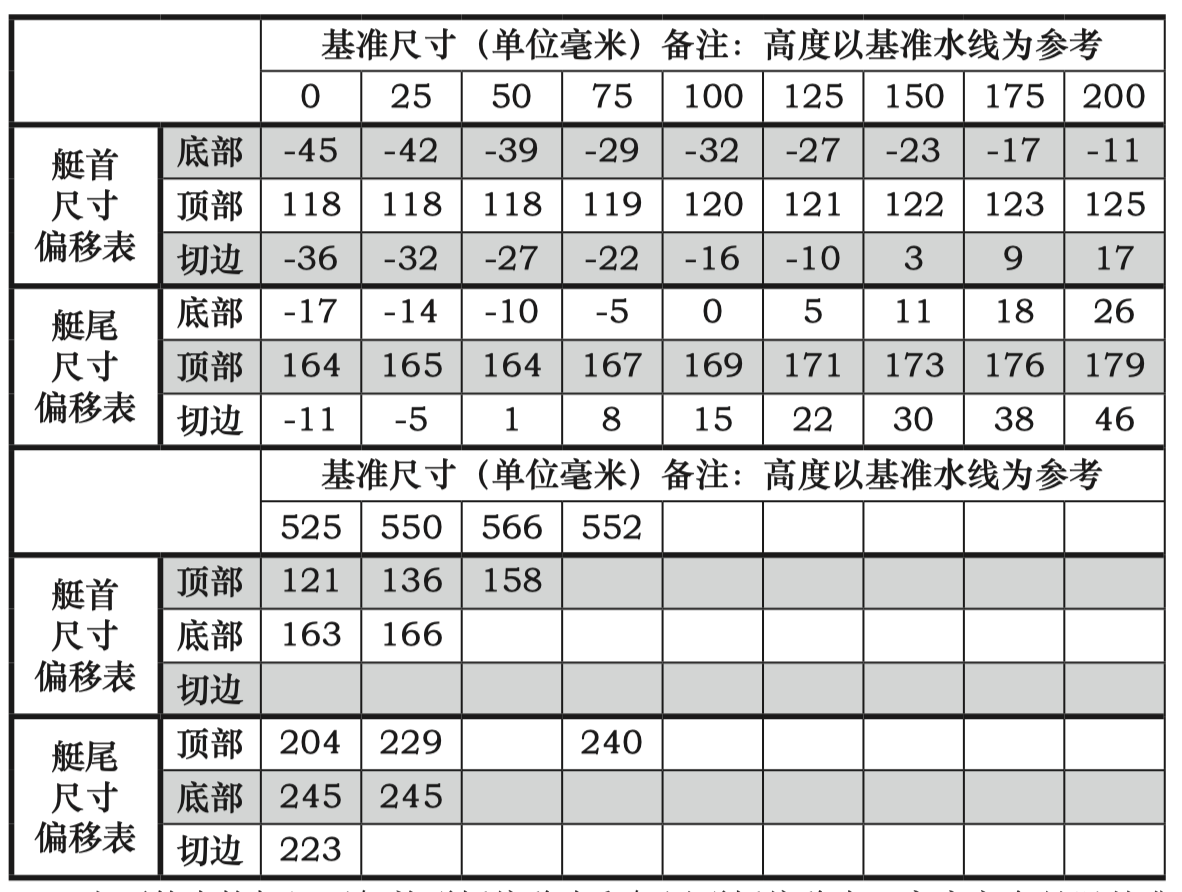 基准尺寸（单位毫米）备注：高度以基准水线为参考
0 25 50 75 100 125 150 175 200
艇首
尺寸
偏移表
底部 -45 -42 -39 -29 -32 -27 -23 -17 -11
顶部 118 118 118 119 120 121 122 123 125
切边 -36 -32 -27 -22 -16 -10 3 9 17
艇尾
尺寸
偏移表
底部 -17 -14 -10 -5 0 5 11 18 26
顶部 164 165 164 167 169 171 173 176 179
切边 -11 -5 1 8 15 22 30 38 46
基准尺寸（单位毫米）备注：高度以基准水线为参考
525 550 566 552
艇首
尺寸
偏移表
顶部 121 136 158
底部 163 166
切边
艇尾
尺寸
偏移表
顶部 204 229 240
底部 245 245
切边 223